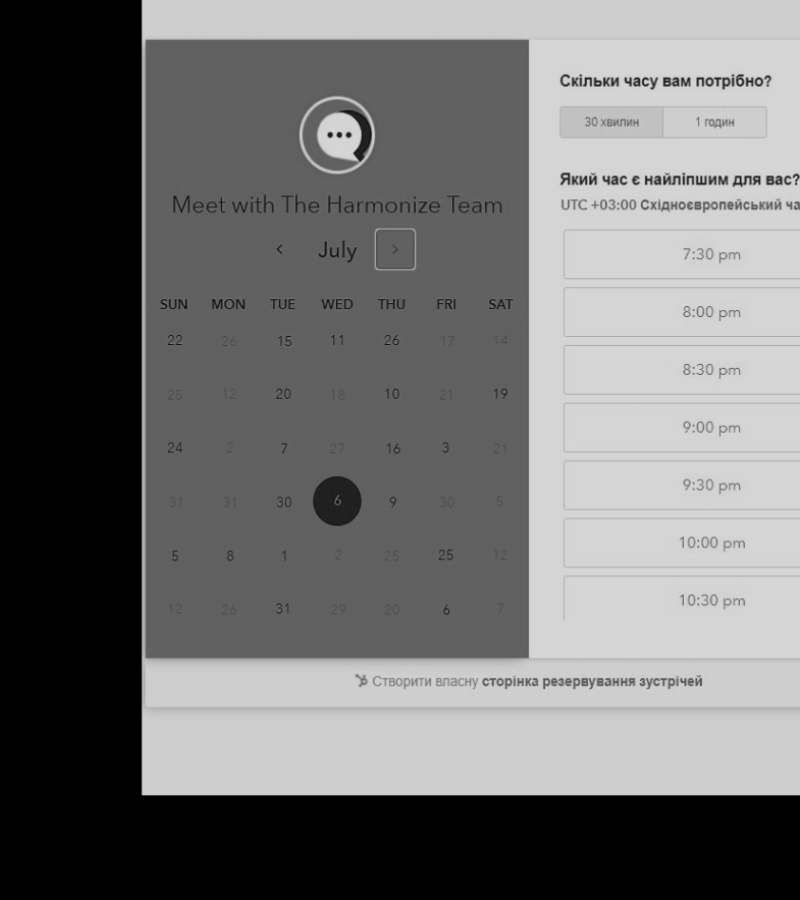 Meet with The Harmonize Team
July
SUN MON TUE WED THU FRI SAT
22 26 15 11 26 17 14
25 12 20 18 10 21 19
24 2 7 27 16 3 21
31 31 30 6 9 30 5
5 8 1 2 25 25 12
12 26 31 29 20 6 7
Скільки часу вам потрібно?
30 хвилин 1 годин
Який час є найліпшим для вас?
UTC +03:00 Східноєвропейський ча
7:30 pm
8:00 pm
8:30 pm
9:00 pm
9:30 pm
10:00 pm
10:30 pm
Створити власну сторінка резервування зустрічей